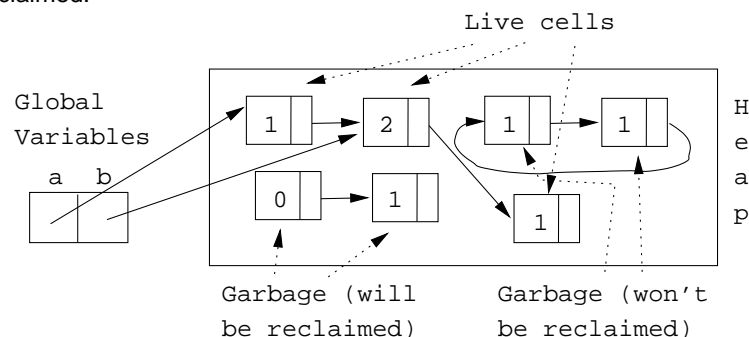 claimed.
Live cells
Global
Variables
a b
1
2
1
1
0
1
1
H
e
a
p
Garbage (will
be reclaimed)
Garbage (won't
be reclaimed)